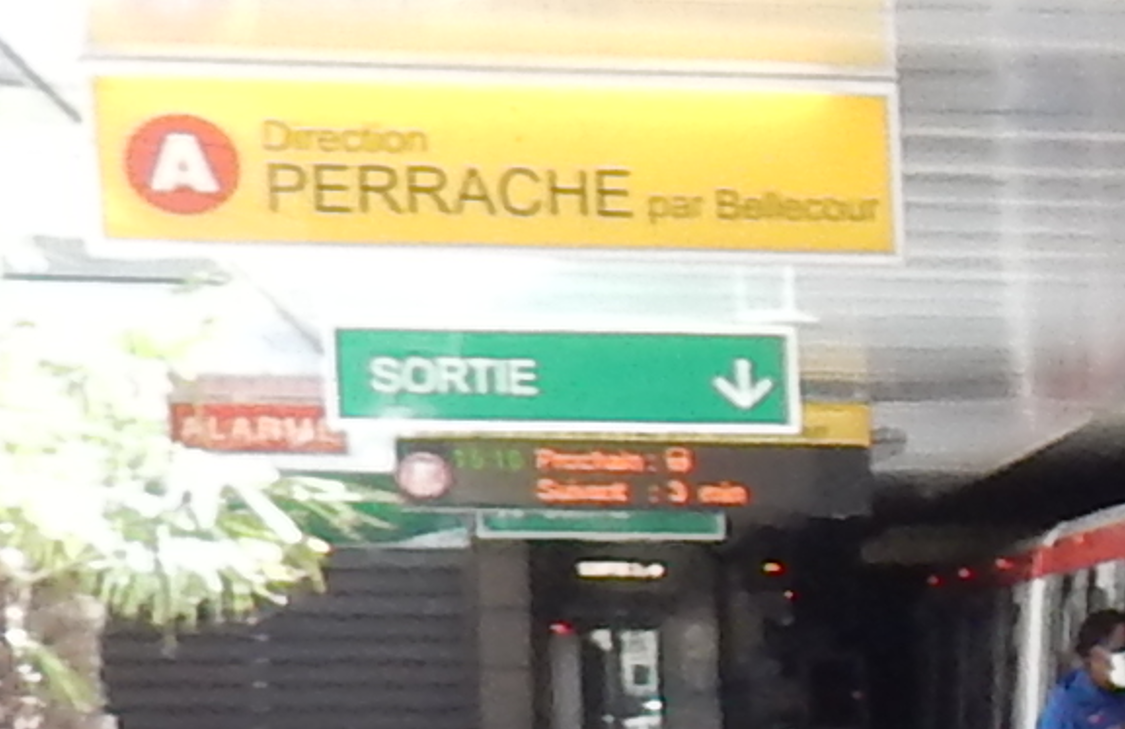 A
Direction
PERRACHE par Bellecour
SORTIE
ALARME
Prochain :
Suivant : 3 min